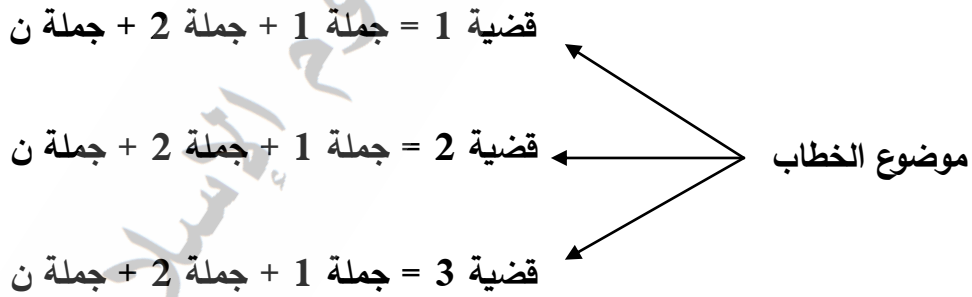 قضية 1 = جملة 1 + جملة 2 + جملة ن
موضوع الخطاب
قضية 2 = جملة 1 + جملة 2 + جملة ن
قضية 3 = جملة 1 + جملة 2 + جملة ن